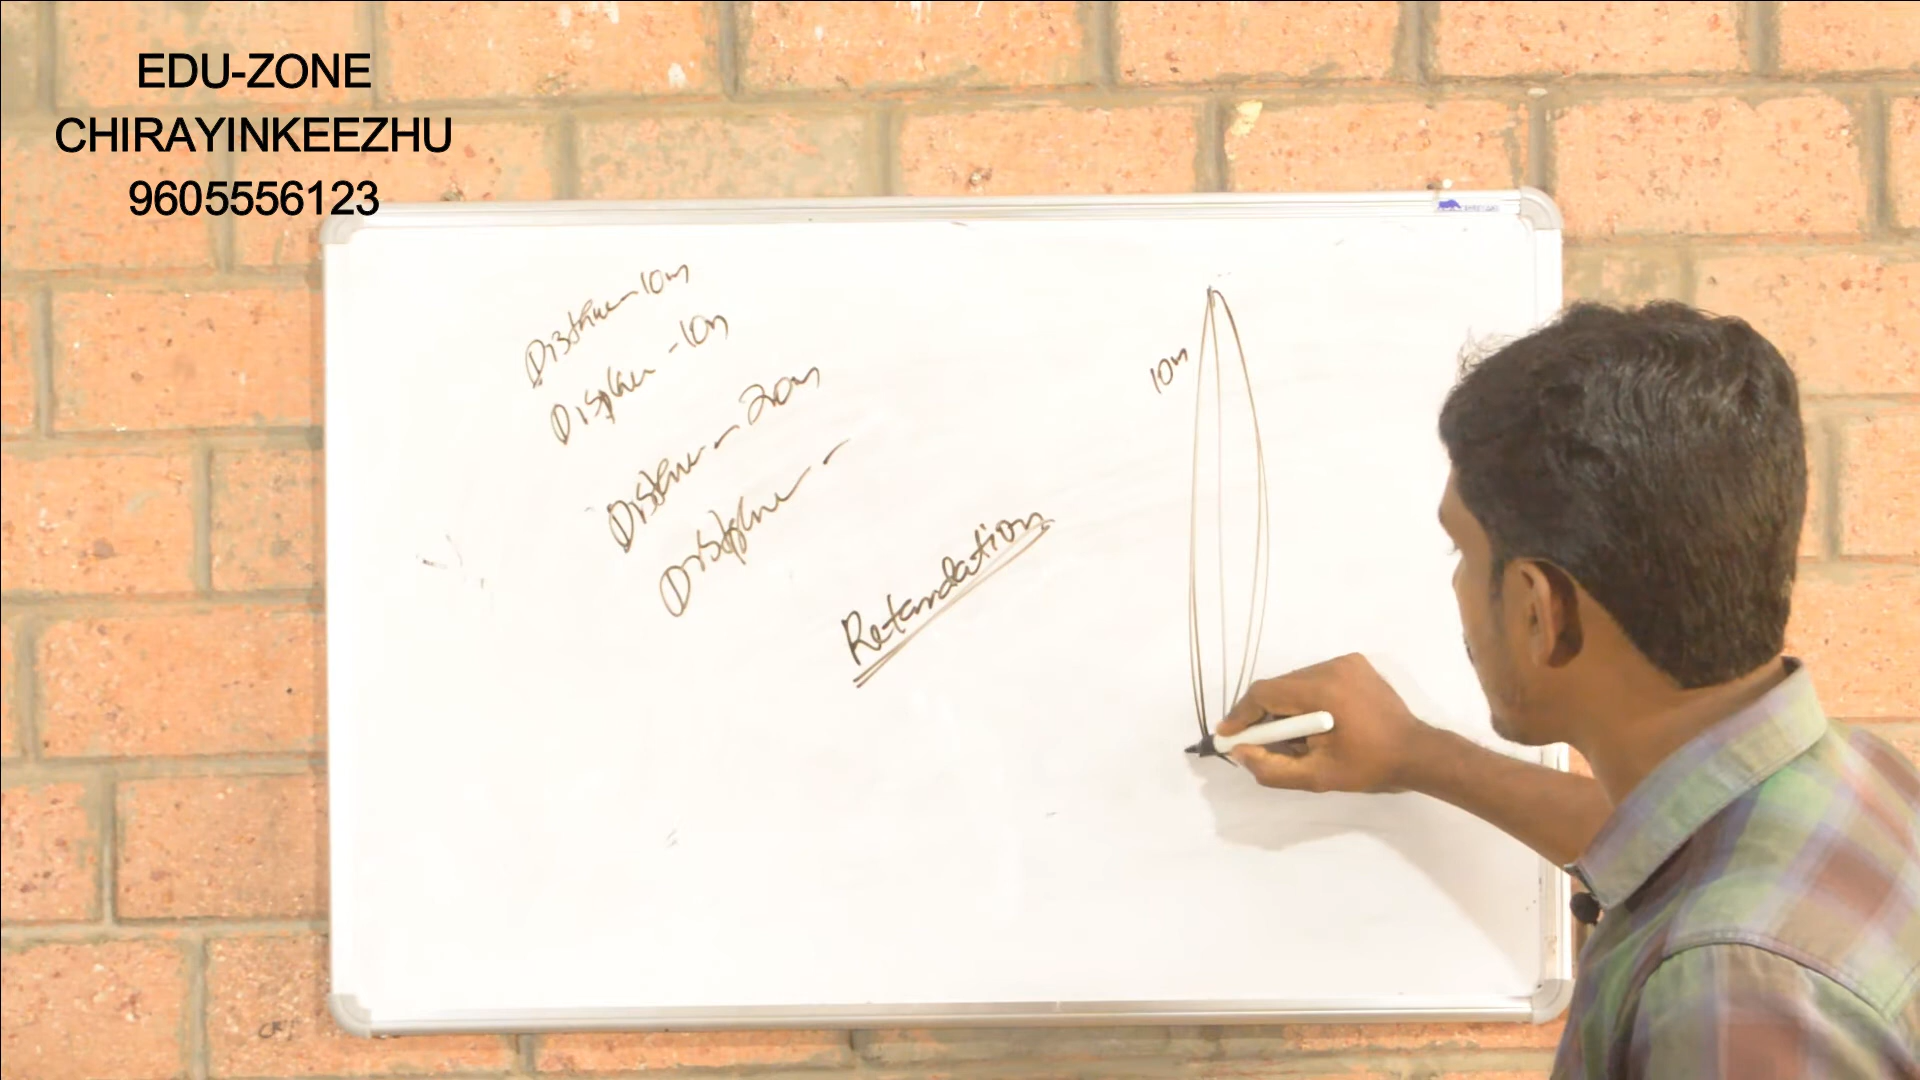 EDU-ZONE
CHIRAYINKEEZHU
9605556123
Distance-10m
Displace -10m
Distance - 20m
Displace -
10m
Retardation